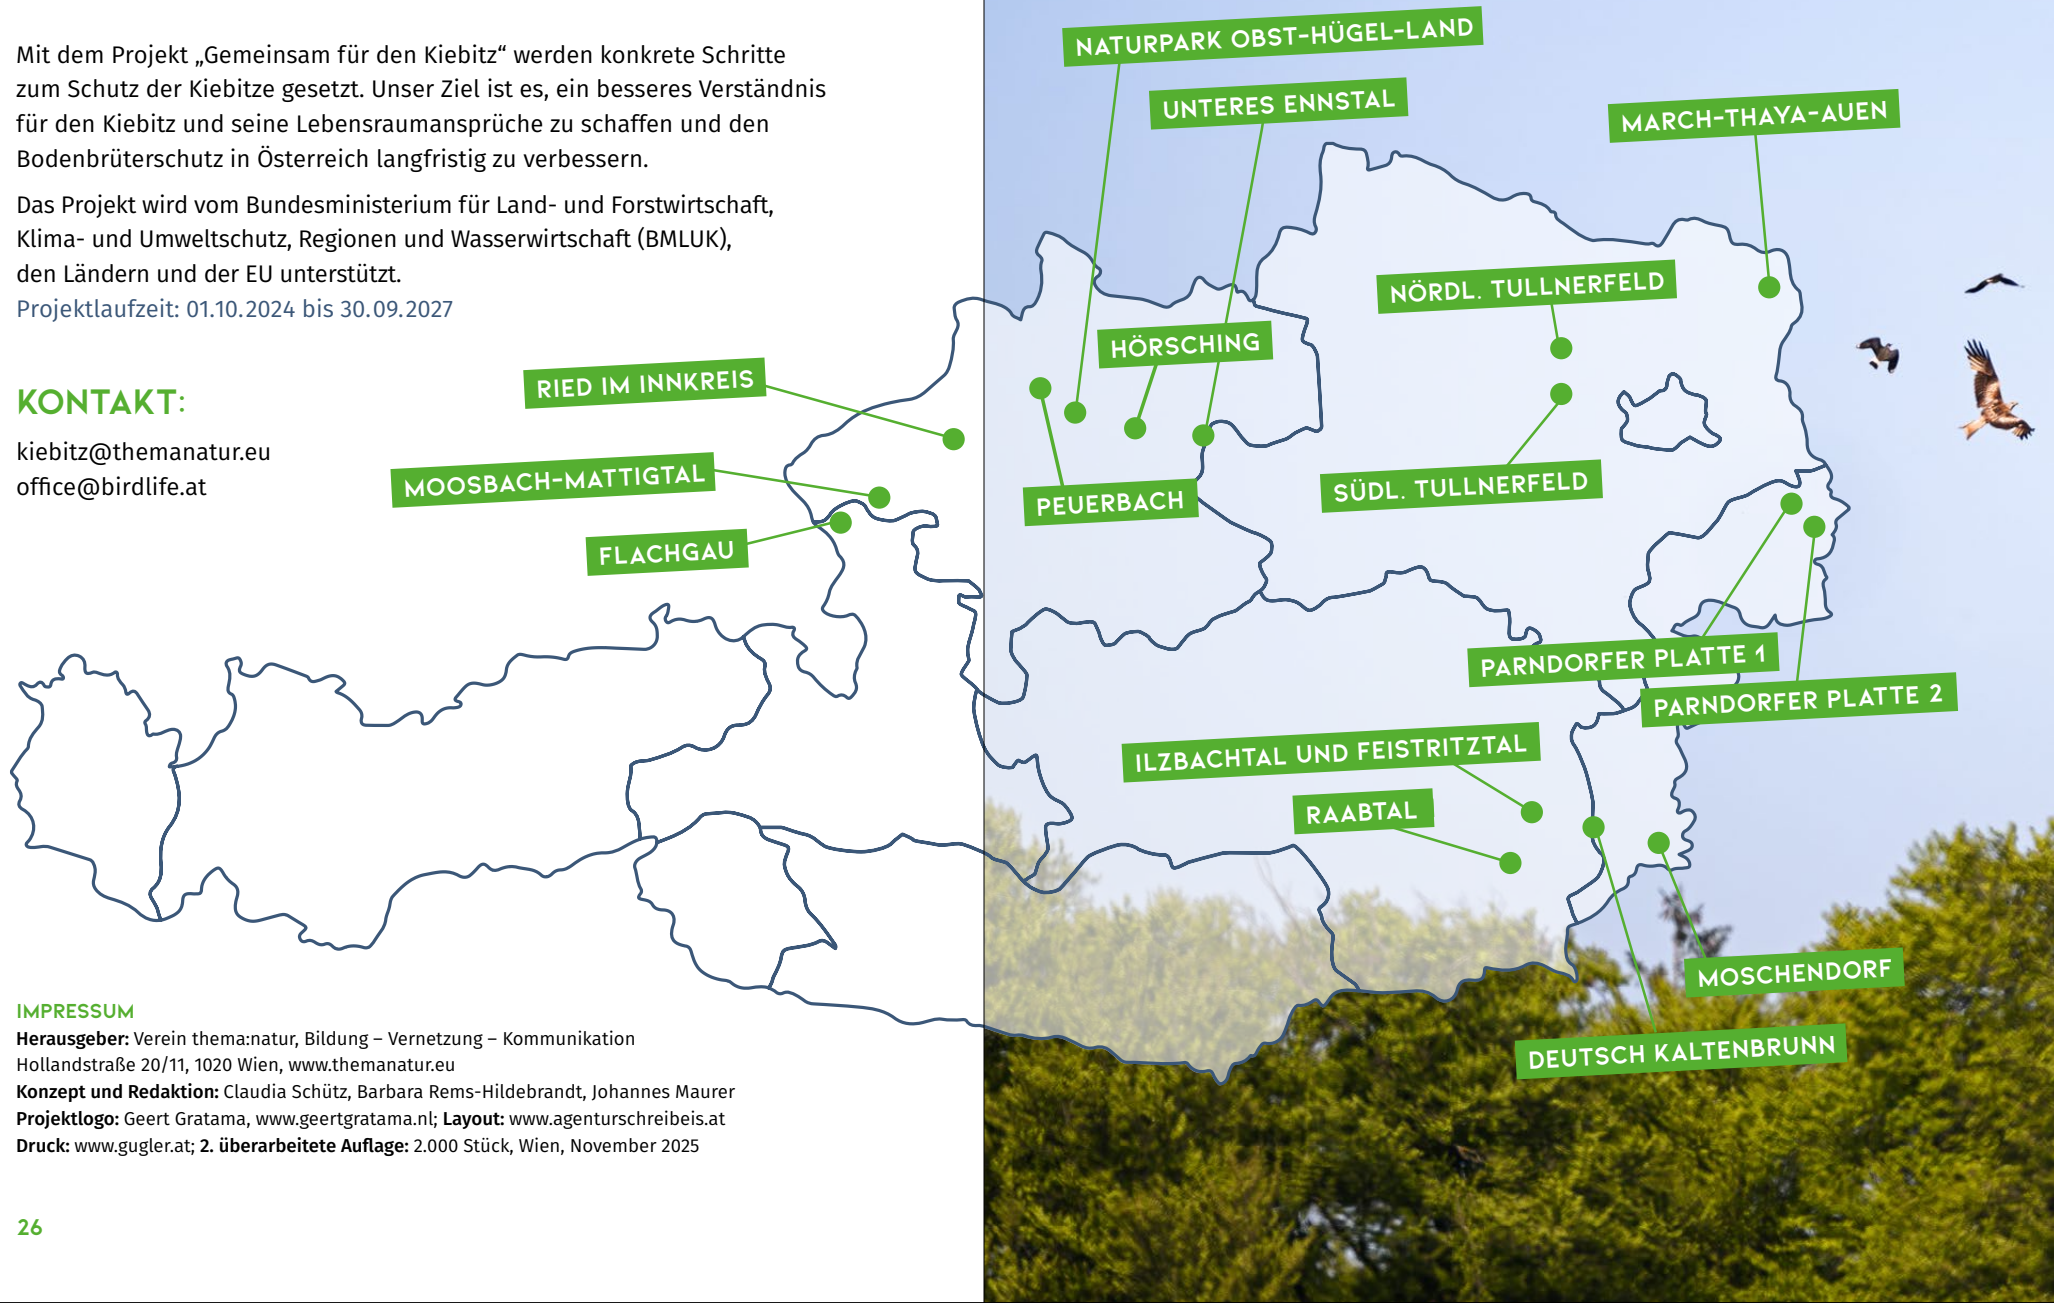 Mit dem Projekt „Gemeinsam für den Kiebitz“ werden konkrete Schritte
zum Schutz der Kiebitze gesetzt. Unser Ziel ist es, ein besseres Verständnis
für den Kiebitz und seine Lebensraumansprüche zu schaffen und den
Bodenbrüterschutz in Österreich langfristig zu verbessern.
Das Projekt wird vom Bundesministerium für Land- und Forstwirtschaft,
Klima- und Umweltschutz, Regionen und Wasserwirtschaft (BMLUK),
den Ländern und der EU unterstützt.
Projektlaufzeit: 01.10.2024 bis 30.09.2027
KONTAKT:
kiebitz@themanatur.eu
office@birdlife.at
RIED IM INNKREIS
MOOSBACH-MATTIGTAL
FLACHGAU
NATURPARK OBST-HÜGEL-LAND
UNTERES ENNSTAL
MARCH-THAYA-AUEN
NÖRDL. TULLNERFELD
HÖRSCHING
PEUERBACH
SÜDL. TULLNERFELD
PARNDORFER PLATTE 1
PARNDORFER PLATTE 2
ILZBACHTAL UND FEISTRITZTAL
RAABTAL
MOSCHENDORF
DEUTSCH KALTENBRUNN
IMPRESSUM
Herausgeber: Verein thema:natur, Bildung – Vernetzung – Kommunikation
Hollandstraße 20/11, 1020 Wien, www.themanatur.eu
Konzept und Redaktion: Claudia Schütz, Barbara Rems-Hildebrandt, Johannes Maurer
Projektlogo: Geert Gratama, www.geertgratama.nl; Layout: www.agenturschreibeis.at
Druck: www.gugler.at; 2. überarbeitete Auflage: 2.000 Stück, Wien, November 2025
26